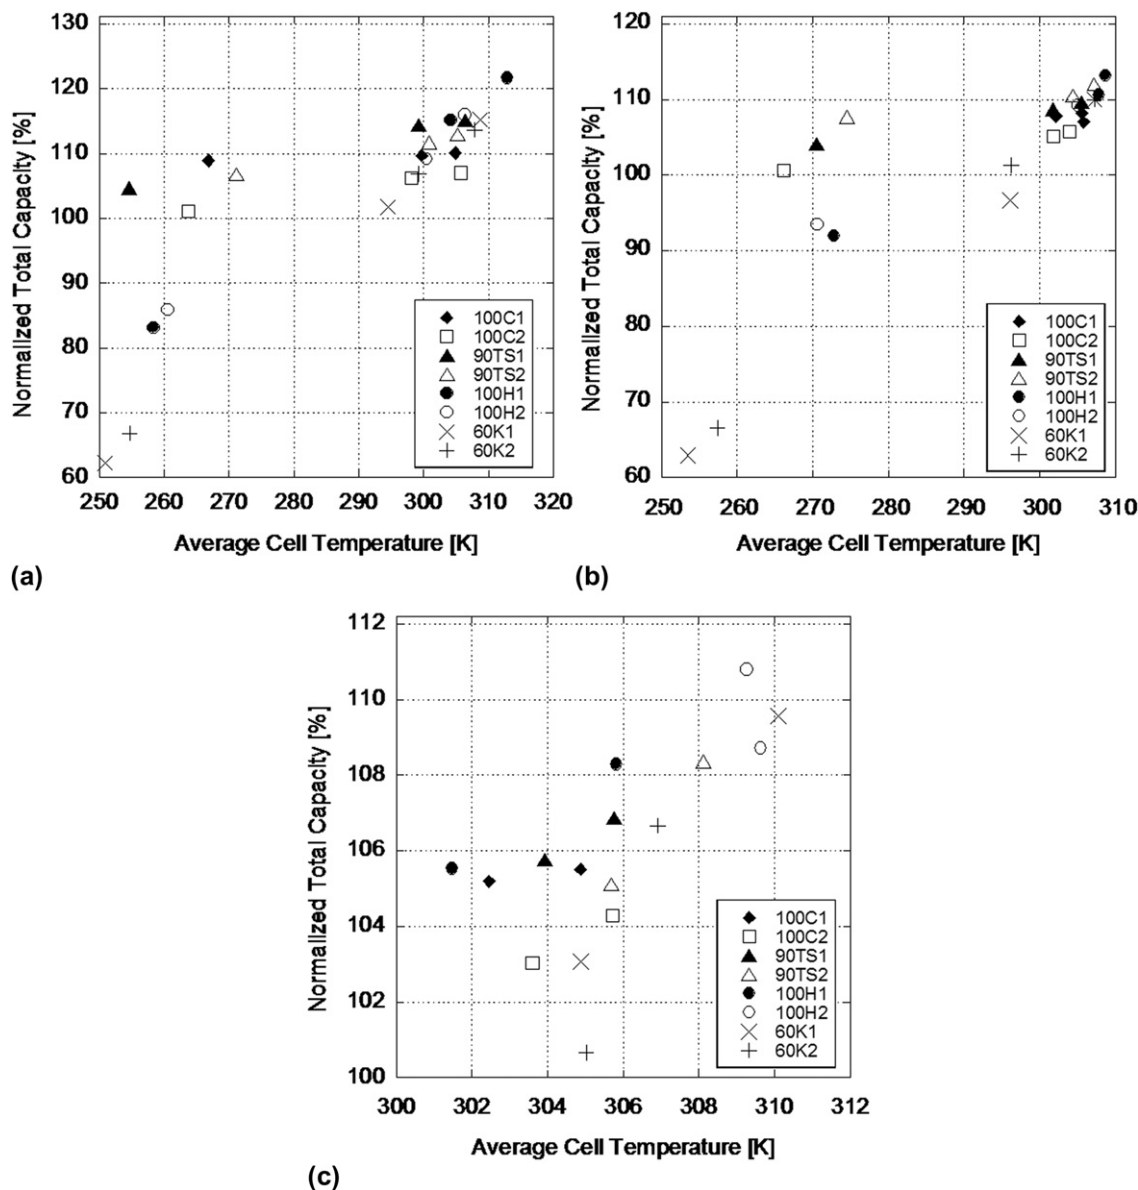 (a)
Normalized Total Capacity [%]
130
120
110
100
90
80
70
60
250 260 270 280 290 300 310 320
Average Cell Temperature [K]
100C1
100C2
90TS1
90TS2
100H1
100H2
60K1
60K2
(b)
Normalized Total Capacity [%]
120
110
100
90
80
70
60
250 260 270 280 290 300 310
Average Cell Temperature [K]
100C1
100C2
90TS1
90TS2
100H1
100H2
60K1
60K2
(c)
Normalized Total Capacity [%]
112
110
108
106
104
102
100
300 302 304 306 308 310 312
Average Cell Temperature [K]
100C1
100C2
90TS1
90TS2
100H1
100H2
60K1
60K2